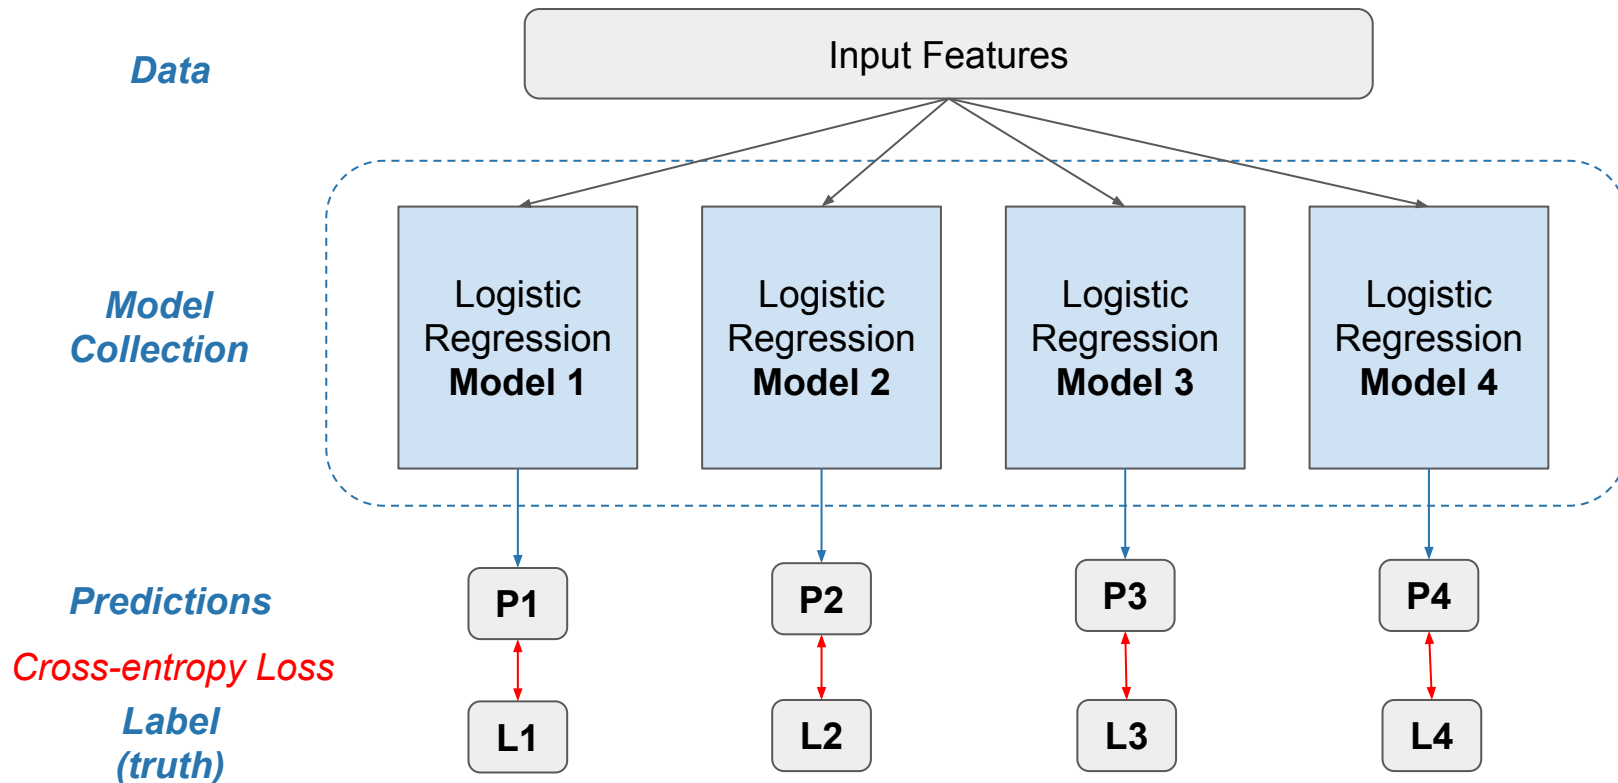 Data
Input Features
Model
Collection
Logistic
Regression
Model 1
Logistic
Regression
Model 2
Logistic
Regression
Model 3
Logistic
Regression
Model 4
Predictions
P1
P2
P3
P4
Cross-entropy Loss
Label
(truth)
L1
L2
L3
L4